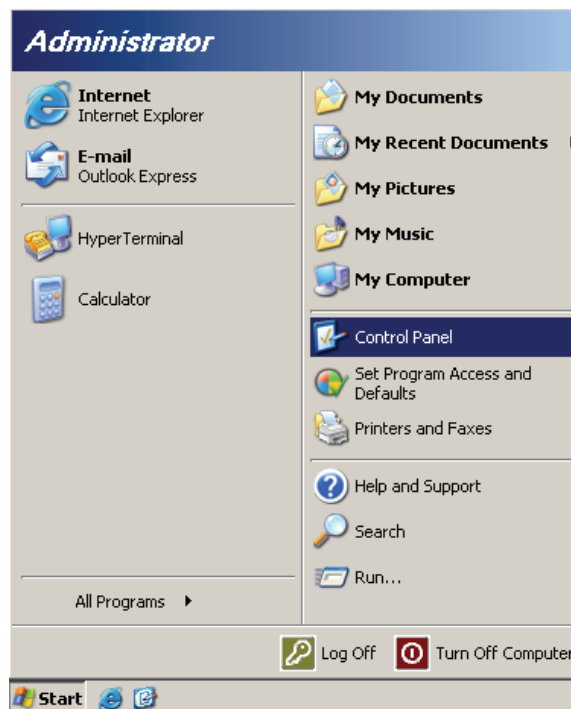 Administrator
Internet
Internet Explorer
E-mail
Outlook Express
HyperTerminal
Calculator
All Programs
My Documents
My Recent Documents
My Pictures
My Music
My Computer
Control Panel
Set Program Access and
Defaults
Printers and Faxes
Help and Support
Search
Run...
Log Off
Turn Off Computer
Start